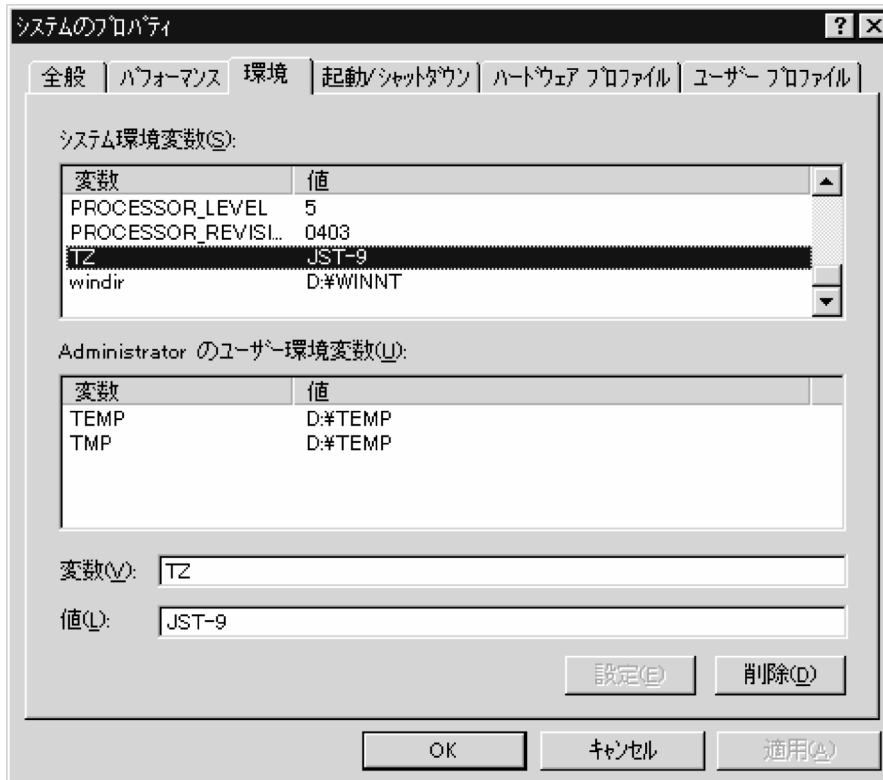 システムのプロパティ ? ×
全般 パフォーマンス 環境 起動/シャットダウン ハードウェア プロファイル ユーザー プロファイル
システム環境変数(S):
変数 値
PROCESSOR_LEVEL 5
PROCESSOR_REVISI... 0403
TZ JST-9
windir D:¥WINNT
Administrator のユーザー環境変数(U):
変数 値
TEMP D:¥TEMP
TMP D:¥TEMP
変数(V): TZ
値(L): JST-9
設定(E) 削除(D)
OK キャンセル 適用(A)